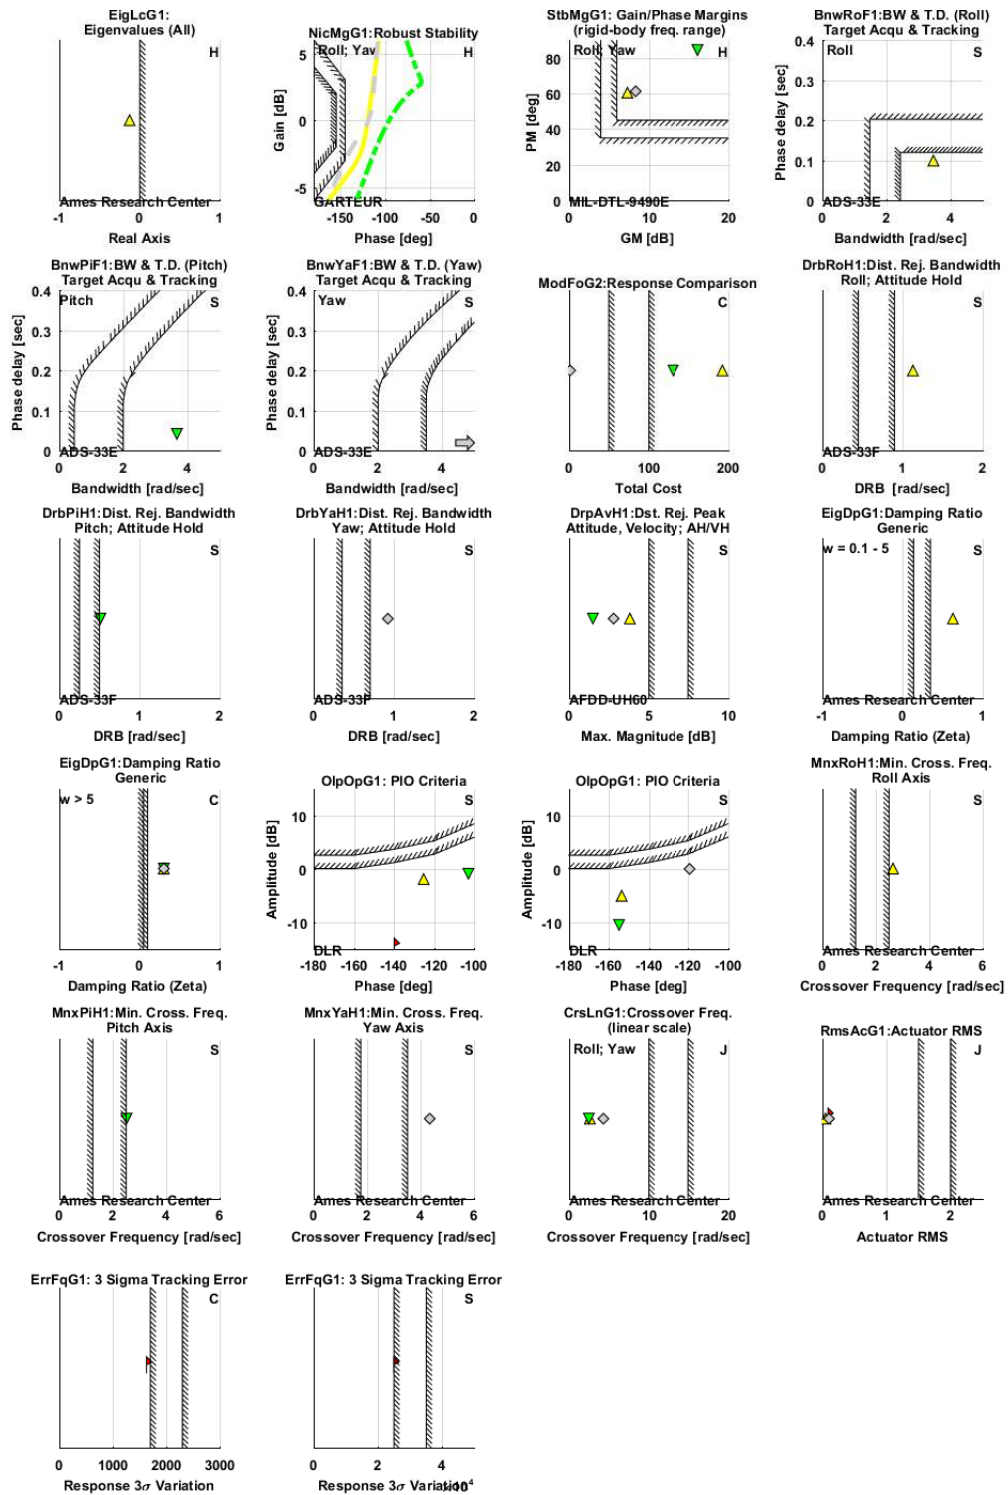 EigLcG1:
Eigenvalues (All)
H
Ames Research Center
-1 0 1
Real Axis
NicMgG1:Robust Stability
Roll; Yaw
H
5
0
-5
Gain [dB]
GARTEUR
-150 -100 -50 0
Phase [deg]
StbMgG1: Gain/Phase Margins
(rigid-body freq. range)
Roll; Yaw
H
80
60
40
20
0
PM [deg]
MIL-DTL-9490E
0 10 20
GM [dB]
BnwRoF1:BW & T.D. (Roll)
Target Acqu & Tracking
Roll
S
0.4
0.3
0.2
0.1
0
Phase delay [sec]
ADS-33E
0 2 4
Bandwidth [rad/sec]
BnwPiF1:BW & T.D. (Pitch)
Target Acqu & Tracking
Pitch
S
0.4
0.3
0.2
0.1
0
Phase delay [sec]
ADS-33E
0 2 4
Bandwidth [rad/sec]
BnwYaF1:BW & T.D. (Yaw)
Target Acqu & Tracking
Yaw
S
0.4
0.3
0.2
0.1
0
Phase delay [sec]
ADS-33E
0 2 4
Bandwidth [rad/sec]
ModFoG2:Response Comparison
C
0 100 200
Total Cost
DrbRoH1:Dist. Rej. Bandwidth
Roll; Attitude Hold
S
ADS-33F
0 1 2
DRB [rad/sec]
DrbPiH1:Dist. Rej. Bandwidth
Pitch; Attitude Hold
S
ADS-33F
0 1 2
DRB [rad/sec]
DrbYaH1:Dist. Rej. Bandwidth
Yaw; Attitude Hold
S
ADS-33F
0 1 2
DRB [rad/sec]
DrpAvH1:Dst. Rej. Peak
Attitude, Velocity; AH/VH
S
AFDD-UH60
0 5 10
Max. Magnitude [dB]
EigDpG1:Damping Ratio
Generic
w = 0.1 - 5
S
Ames Research Center
-1 0 1
Damping Ratio (Zeta)
EigDpG1:Damping Ratio
Generic
w > 5
C
-1 0 1
Damping Ratio (Zeta)
OlpOpG1: PIO Criteria
S
10
0
-10
Amplitude [dB]
DLR
-180 -160 -140 -120 -100
Phase [deg]
OlpOpG1: PIO Criteria
S
10
0
-10
Amplitude [dB]
DLR
-180 -160 -140 -120 -100
Phase [deg]
MnxRoH1:Min. Cross. Freq.
Roll Axis
S
Ames Research Center
0 2 4 6
Crossover Frequency [rad/sec]
MnxPiH1:Min. Cross. Freq.
Pitch Axis
S
Ames Research Center
0 2 4 6
Crossover Frequency [rad/sec]
MnxYaH1:Min. Cross. Freq.
Yaw Axis
S
Ames Research Center
0 2 4 6
Crossover Frequency [rad/sec]
CrsLnG1:Crossover Freq.
(linear scale)
Roll; Yaw
J
Ames Research Center
0 10 20
Crossover Frequency [rad/sec]
RmsAcG1:Actuator RMS
J
Ames Research Center
0 1 2
Actuator RMS
ErrFqG1: 3 Sigma Tracking Error
C
0 1000 2000 3000
Response 3σ Variation
ErrFqG1: 3 Sigma Tracking Error
S
0 2 4
Response 3σ Variation
×10⁴